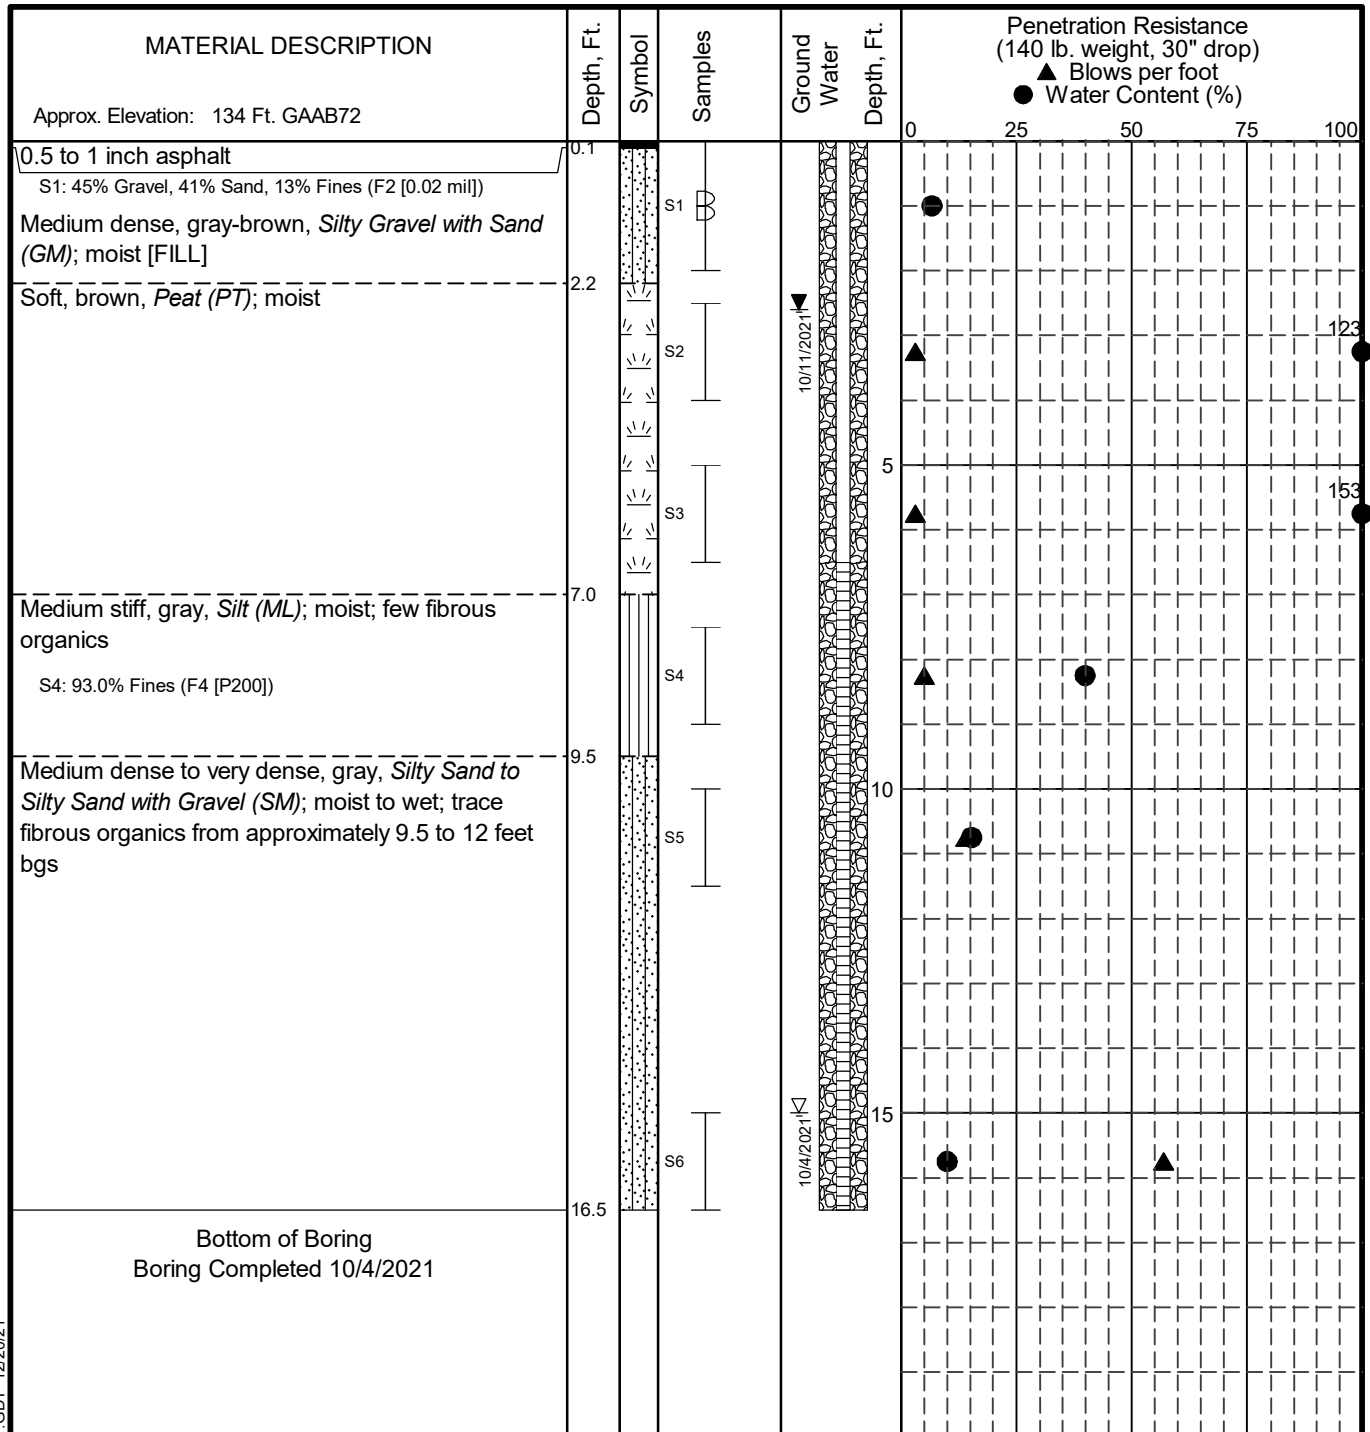 MATERIAL DESCRIPTION
Approx. Elevation: 134 Ft. GAAB72
Depth, Ft.
Symbol
Samples
Ground
Water
Depth, Ft.
Penetration Resistance
(140 lb. weight, 30" drop)
▲ Blows per foot
● Water Content (%)
0 25 50 75 100
0.5 to 1 inch asphalt
0.1
S1: 45% Gravel, 41% Sand, 13% Fines (F2 [0.02 mil])
S1
Medium dense, gray-brown, Silty Gravel with Sand
(GM); moist [FILL]
2.2
Soft, brown, Peat (PT); moist
10/11/2021
S2
123
5
153
S3
7.0
Medium stiff, gray, Silt (ML); moist; few fibrous
organics
S4: 93.0% Fines (F4 [P200])
S4
9.5
Medium dense to very dense, gray, Silty Sand to
Silty Sand with Gravel (SM); moist to wet; trace
fibrous organics from approximately 9.5 to 12 feet
bgs
10
S5
15
10/4/2021
S6
16.5
Bottom of Boring
Boring Completed 10/4/2021